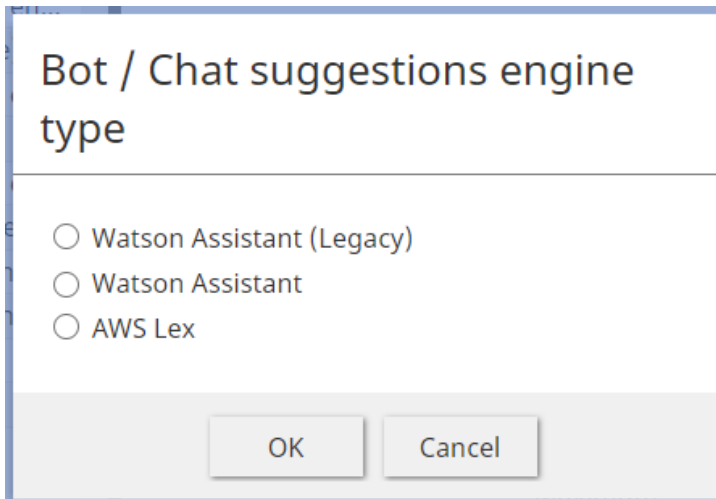 Bot / Chat suggestions engine
type
Watson Assistant (Legacy)
Watson Assistant
AWS Lex
OK
Cancel